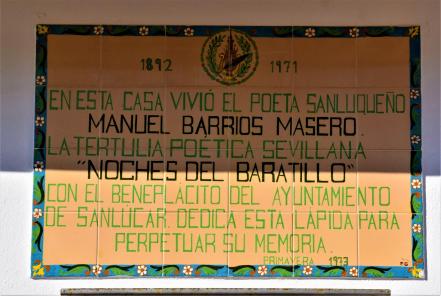 1892 1971
EN ESTA CASA VIVIÓ EL POETA SANLUQUEÑO
MANUEL BARRIOS MASERO.
LA TERTULIA POÉTICA SEVILLANA
"NOCHES DEL BARATILLO"
CON EL BENEPLÁCITO DEL AYUNTAMIENTO
DE SANLÚCAR. DEDICA ESTA LÁPIDA PARA
PERPETUAR SU MEMORIA.
PRIMAVERA 1973